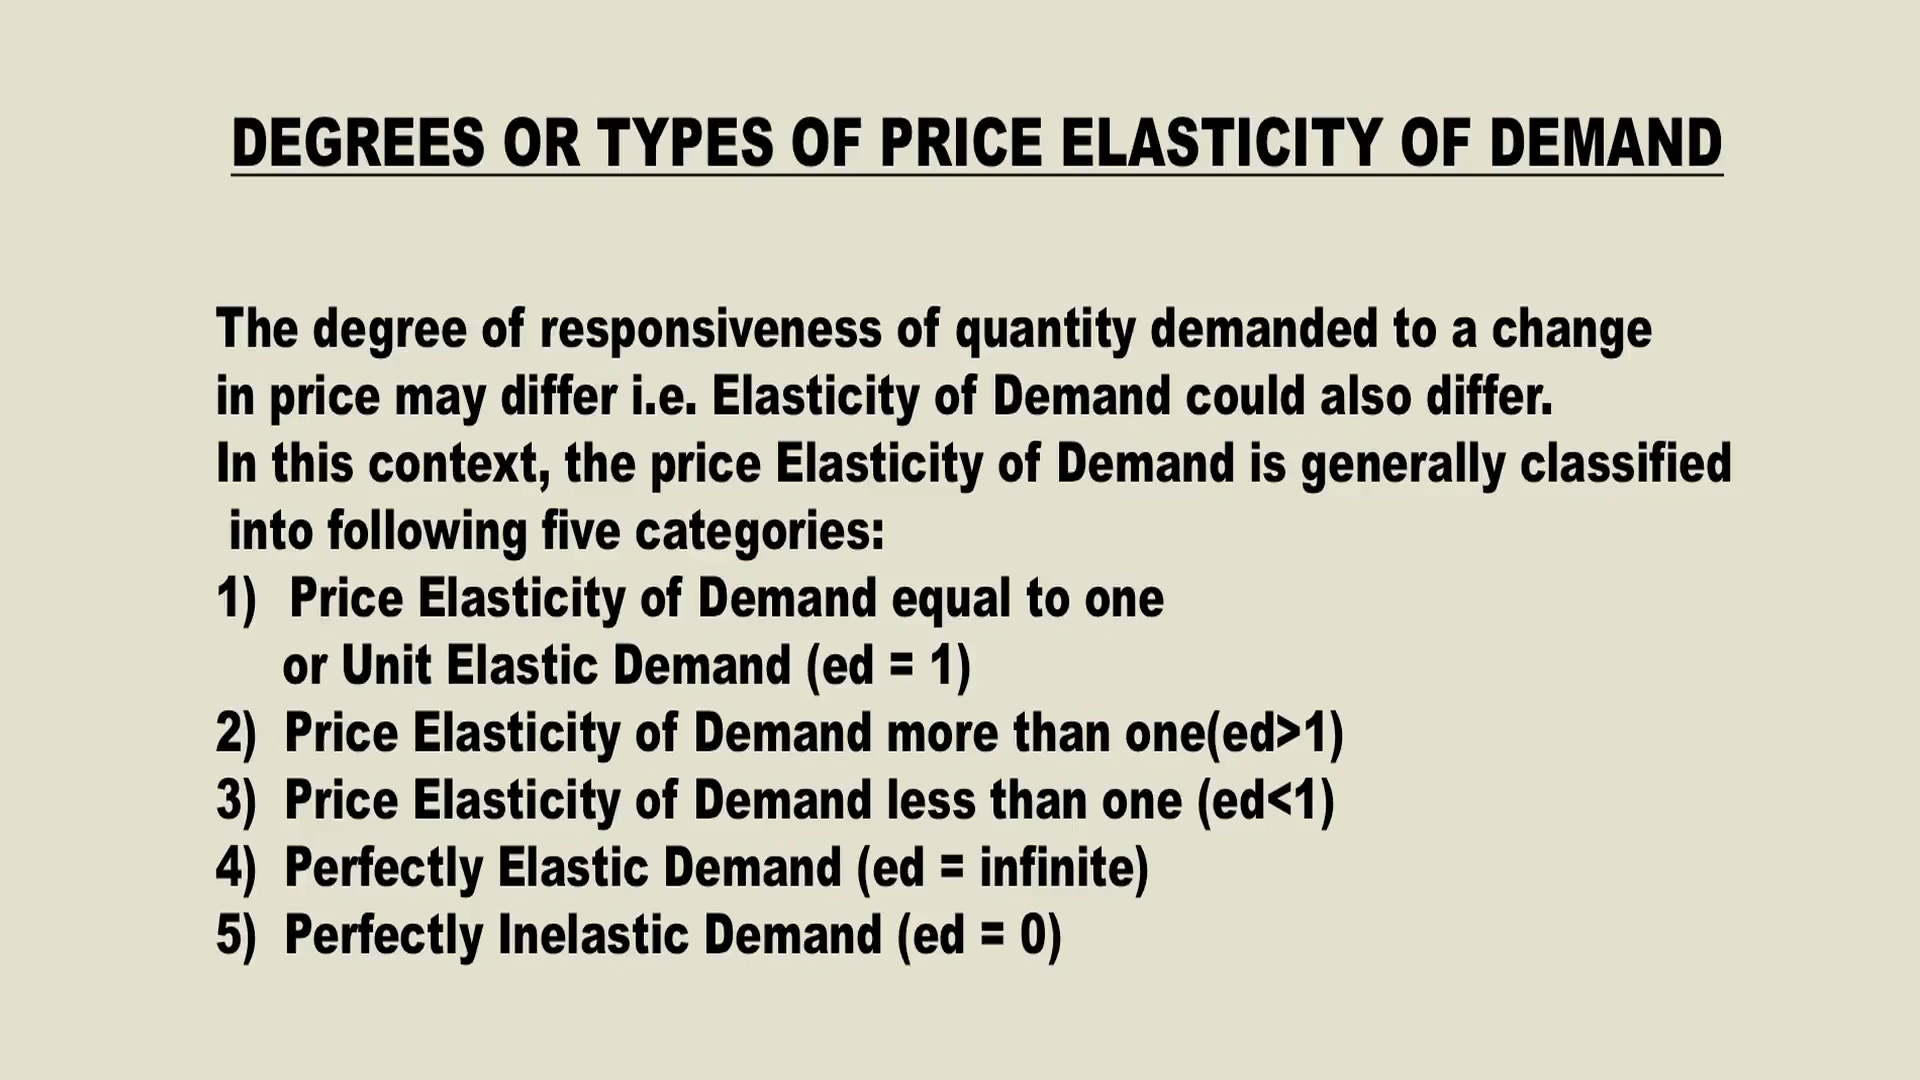 DEGREES OR TYPES OF PRICE ELASTICITY OF DEMAND
The degree of responsiveness of quantity demanded to a change
in price may differ i.e. Elasticity of Demand could also differ.
In this context, the price Elasticity of Demand is generally classified
into following five categories:
1) Price Elasticity of Demand equal to one
or Unit Elastic Demand (ed = 1)
2) Price Elasticity of Demand more than one(ed>1)
3) Price Elasticity of Demand less than one (ed<1)
4) Perfectly Elastic Demand (ed = infinite)
5) Perfectly Inelastic Demand (ed = 0)